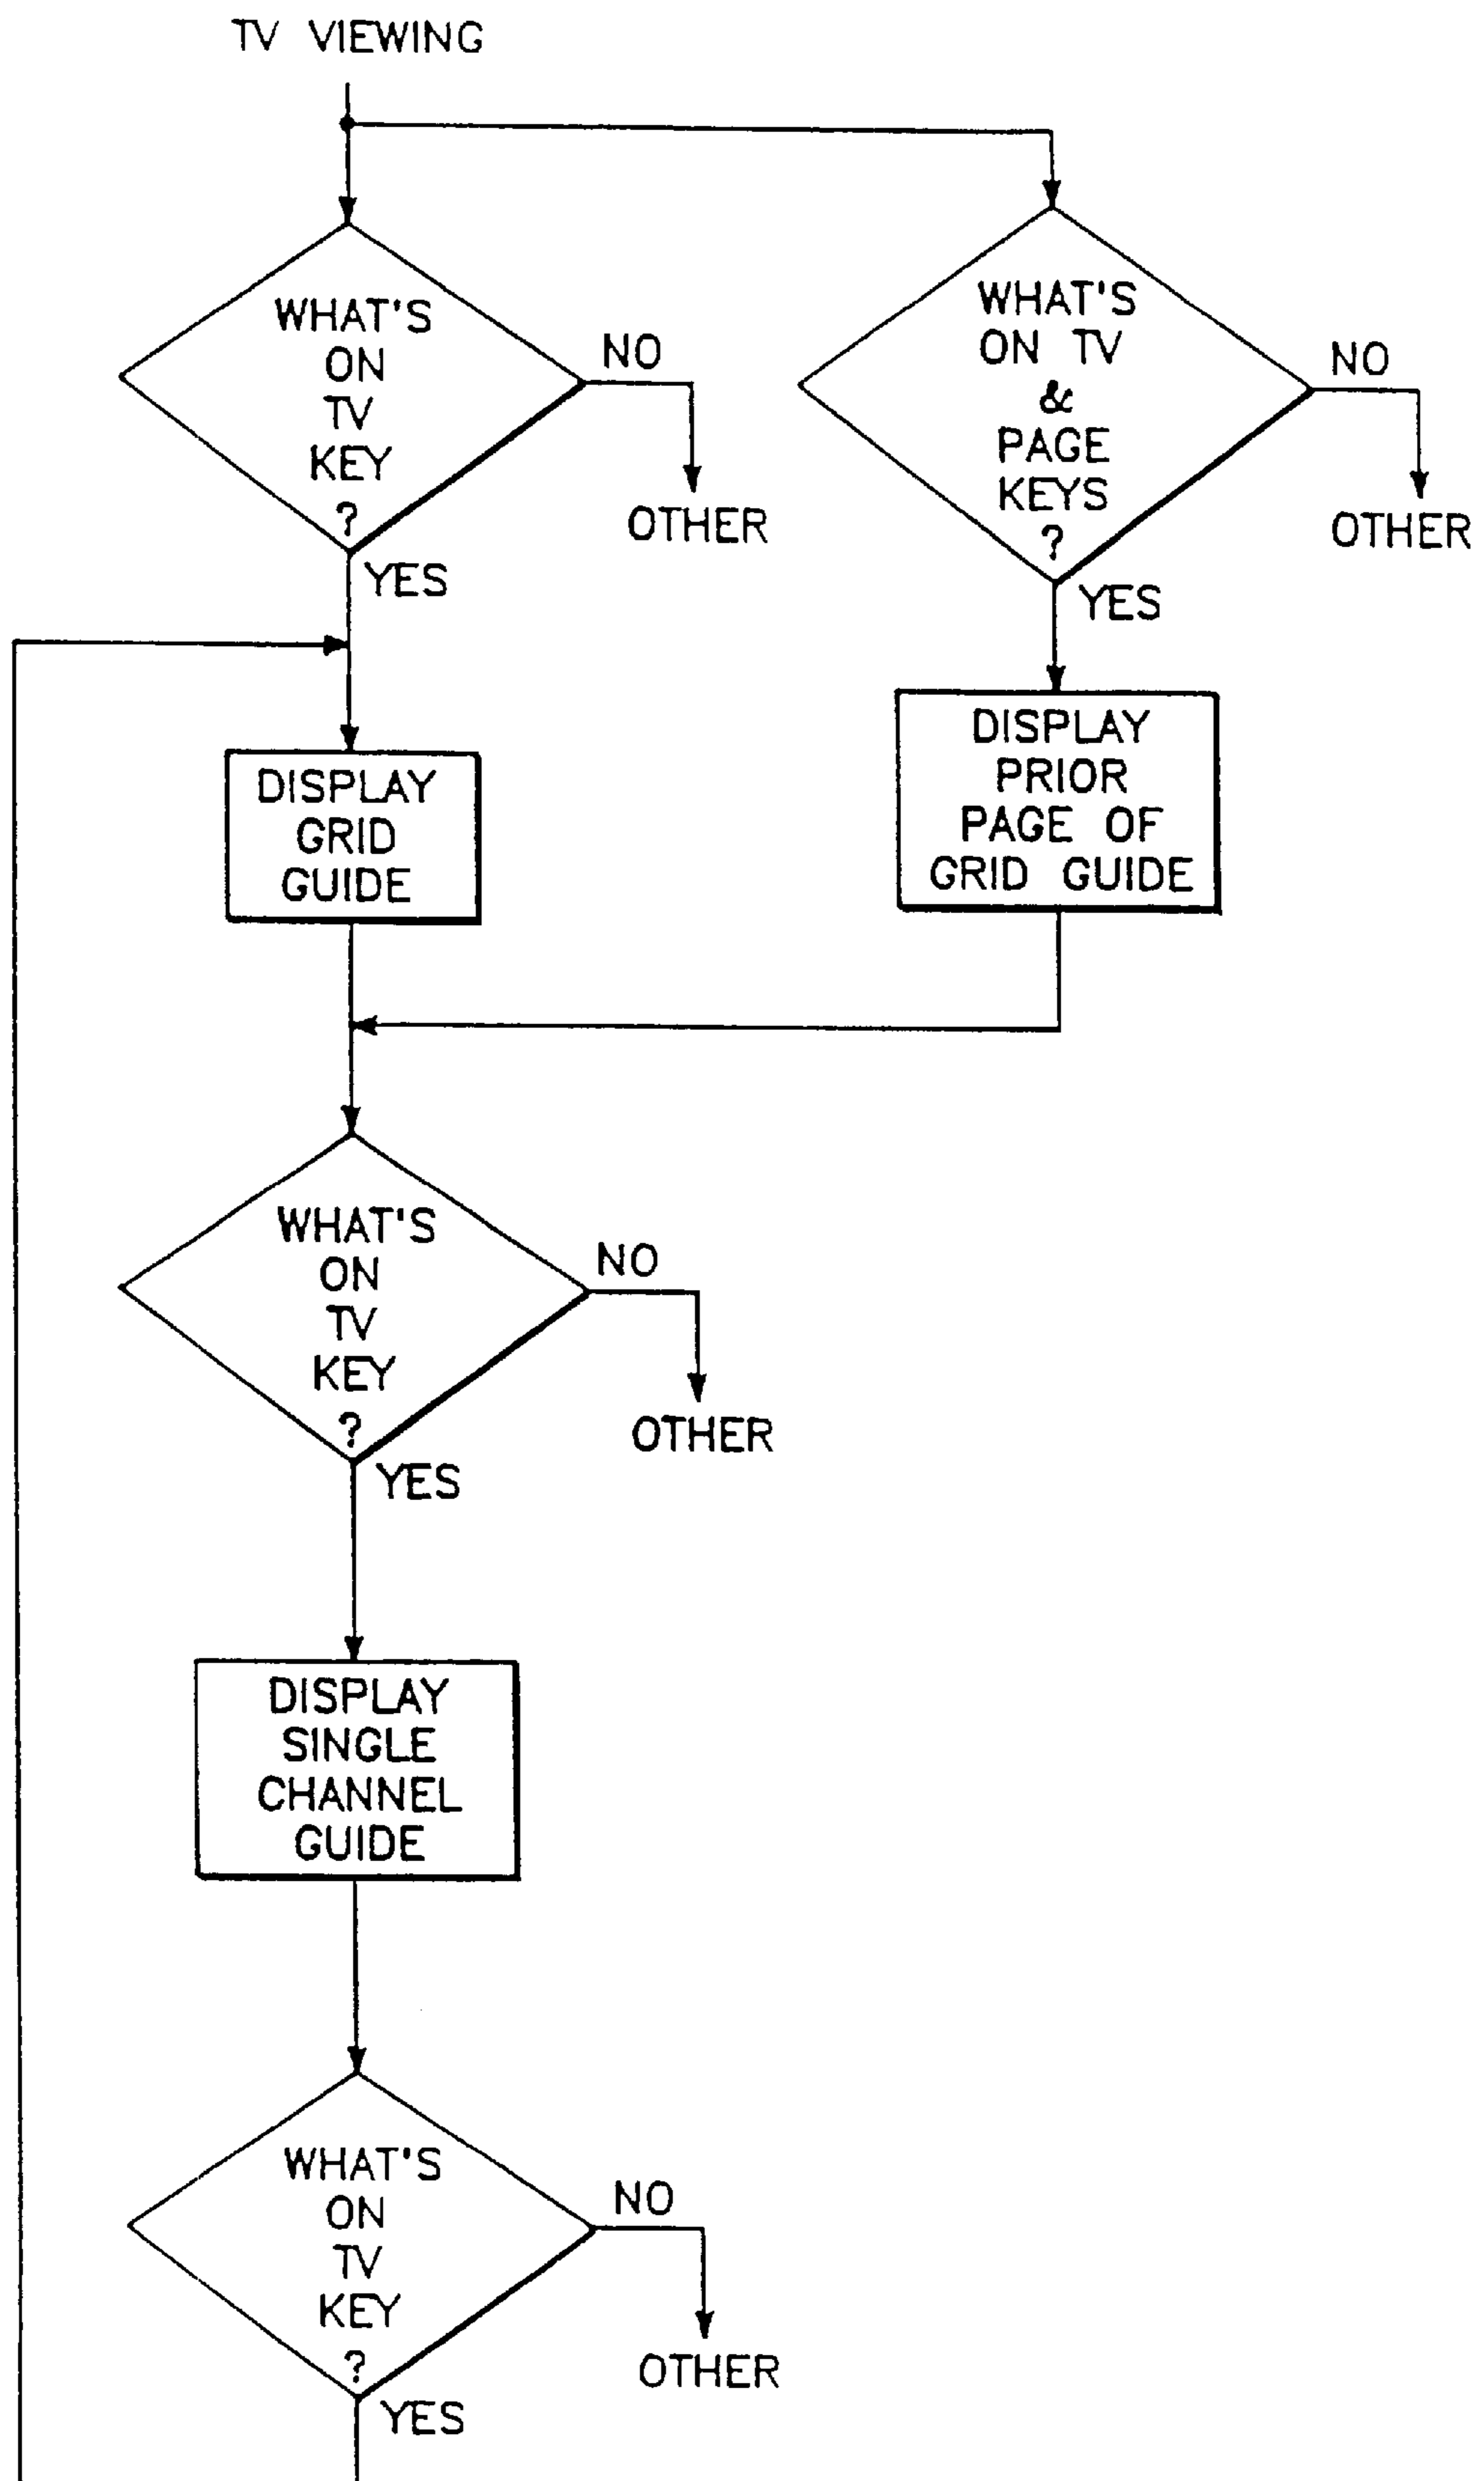 TV VIEWING
WHAT'S
ON
TV
KEY
?
NO
OTHER
YES
WHAT'S
ON TV
&
PAGE
KEYS
?
NO
OTHER
YES
DISPLAY
GRID
GUIDE
DISPLAY
PRIOR
PAGE OF
GRID GUIDE
WHAT'S
ON
TV
KEY
?
NO
OTHER
YES
DISPLAY
SINGLE
CHANNEL
GUIDE
WHAT'S
ON
TV
KEY
?
NO
OTHER
YES